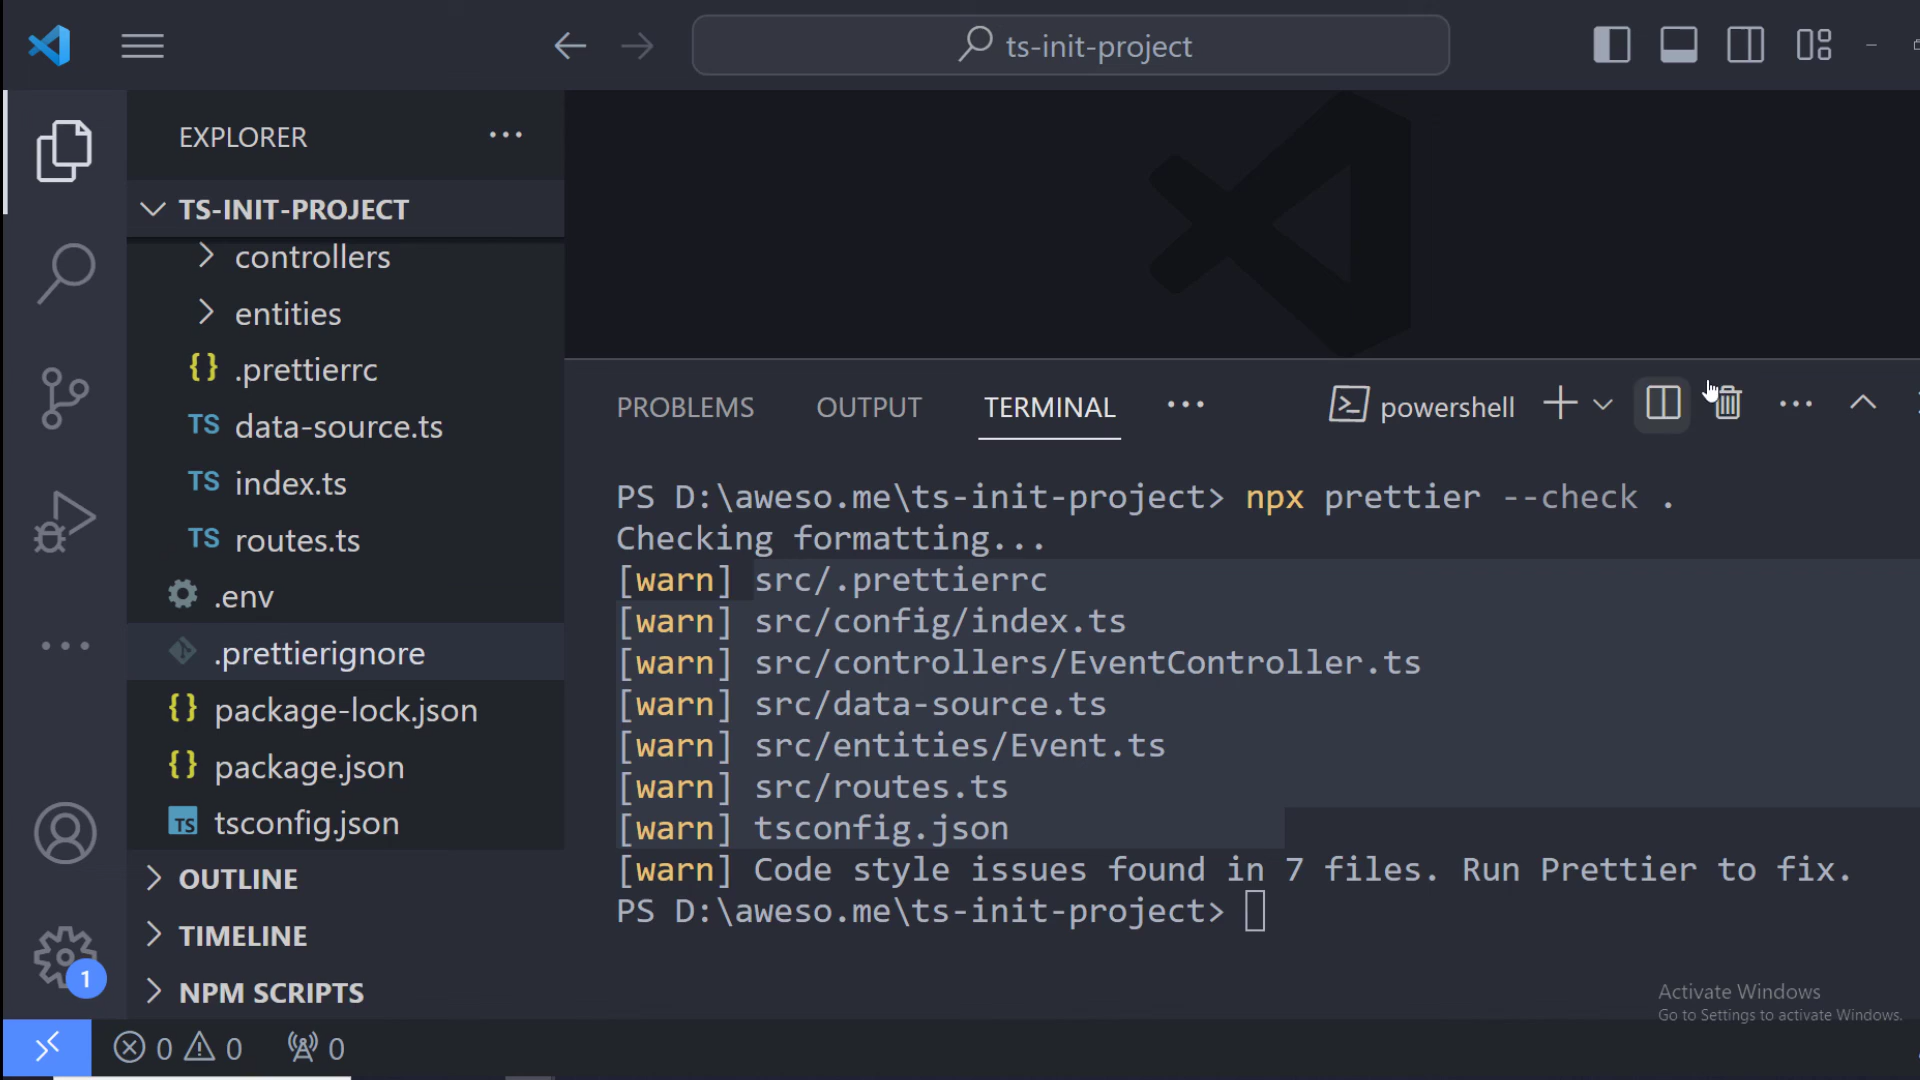 ts-init-project
EXPLORER
TS-INIT-PROJECT
controllers
entities
{} .prettierrc
TS data-source.ts
TS index.ts
TS routes.ts
.env
.prettierignore
{} package-lock.json
{} package.json
TS tsconfig.json
OUTLINE
TIMELINE
NPM SCRIPTS
1
0 0 0
PROBLEMS OUTPUT TERMINAL ... powershell
PS D:\aweso.me\ts-init-project> npx prettier --check .
Checking formatting...
[warn] src/.prettierrc
[warn] src/config/index.ts
[warn] src/controllers/EventController.ts
[warn] src/data-source.ts
[warn] src/entities/Event.ts
[warn] src/routes.ts
[warn] tsconfig.json
[warn] Code style issues found in 7 files. Run Prettier to fix.
PS D:\aweso.me\ts-init-project>
Activate Windows
Go to Settings to activate Windows.